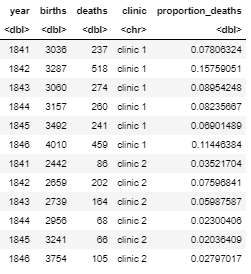 year births deaths clinic proportion_deaths
<dbl> <dbl> <dbl> <chr> <dbl>
1841 3036 237 clinic 1 0.07806324
1842 3287 518 clinic 1 0.15759051
1843 3060 274 clinic 1 0.08954248
1844 3157 260 clinic 1 0.08235667
1845 3492 241 clinic 1 0.06901489
1846 4010 459 clinic 1 0.11446384
1841 2442 86 clinic 2 0.03521704
1842 2659 202 clinic 2 0.07596841
1843 2739 164 clinic 2 0.05987587
1844 2956 68 clinic 2 0.02300406
1845 3241 66 clinic 2 0.02036409
1846 3754 105 clinic 2 0.02797017